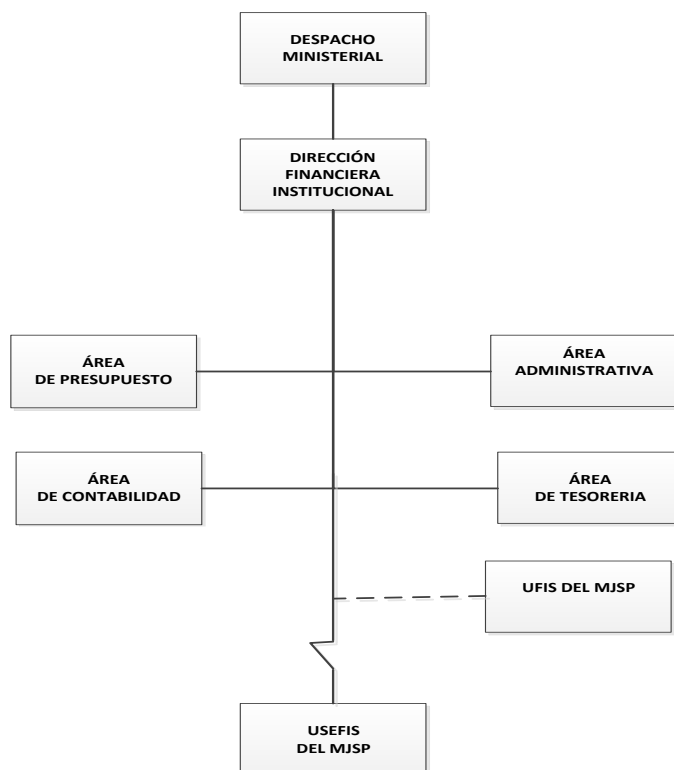 DESPACHO
MINISTERIAL
DIRECCIÓN
FINANCIERA
INSTITUCIONAL
ÁREA
DE PRESUPUESTO
ÁREA
ADMINISTRATIVA
ÁREA
DE CONTABILIDAD
ÁREA
DE TESORERIA
UFIS DEL MJSP
USEFIS
DEL MJSP